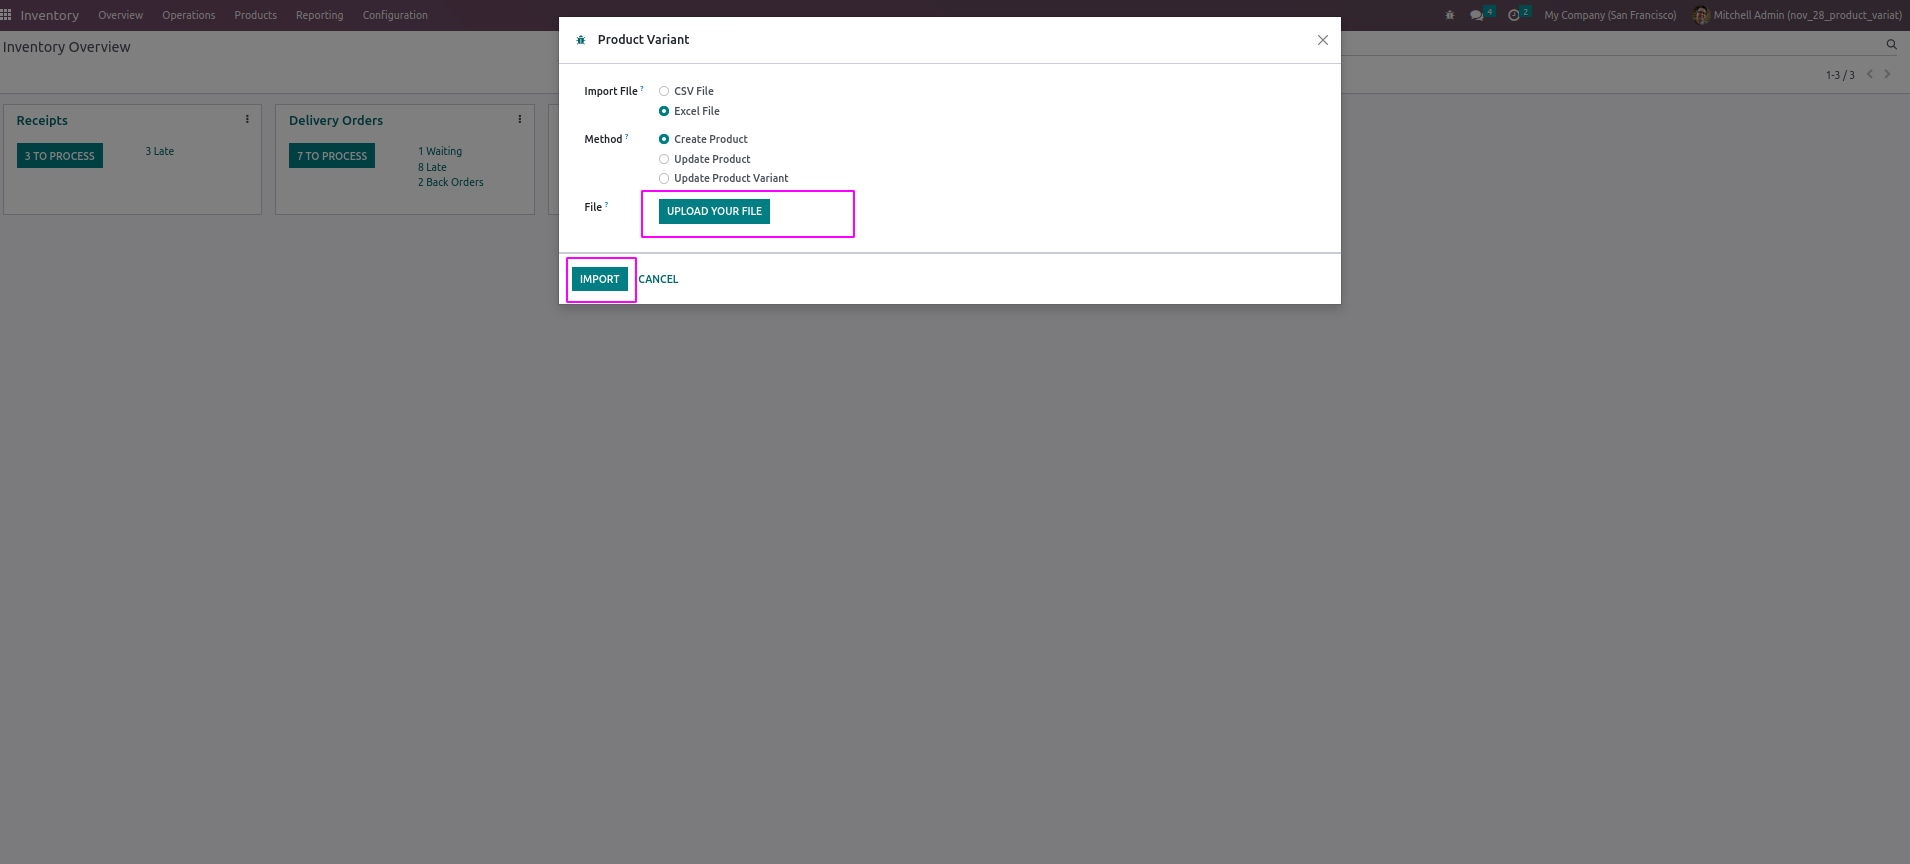 Inventory Overview Operations Products Reporting Configuration 4 2 My Company (San Francisco) Mitchell Admin (nov_28_product_variat)
Inventory Overview
1-3 / 3
Receipts
3 TO PROCESS
3 Late
Delivery Orders
7 TO PROCESS
1 Waiting
8 Late
2 Back Orders
Product Variant
Import FIle ?
CSV File
Excel File
Method ?
Create Product
Update Product
Update Product Variant
File ?
UPLOAD YOUR FILE
IMPORT CANCEL